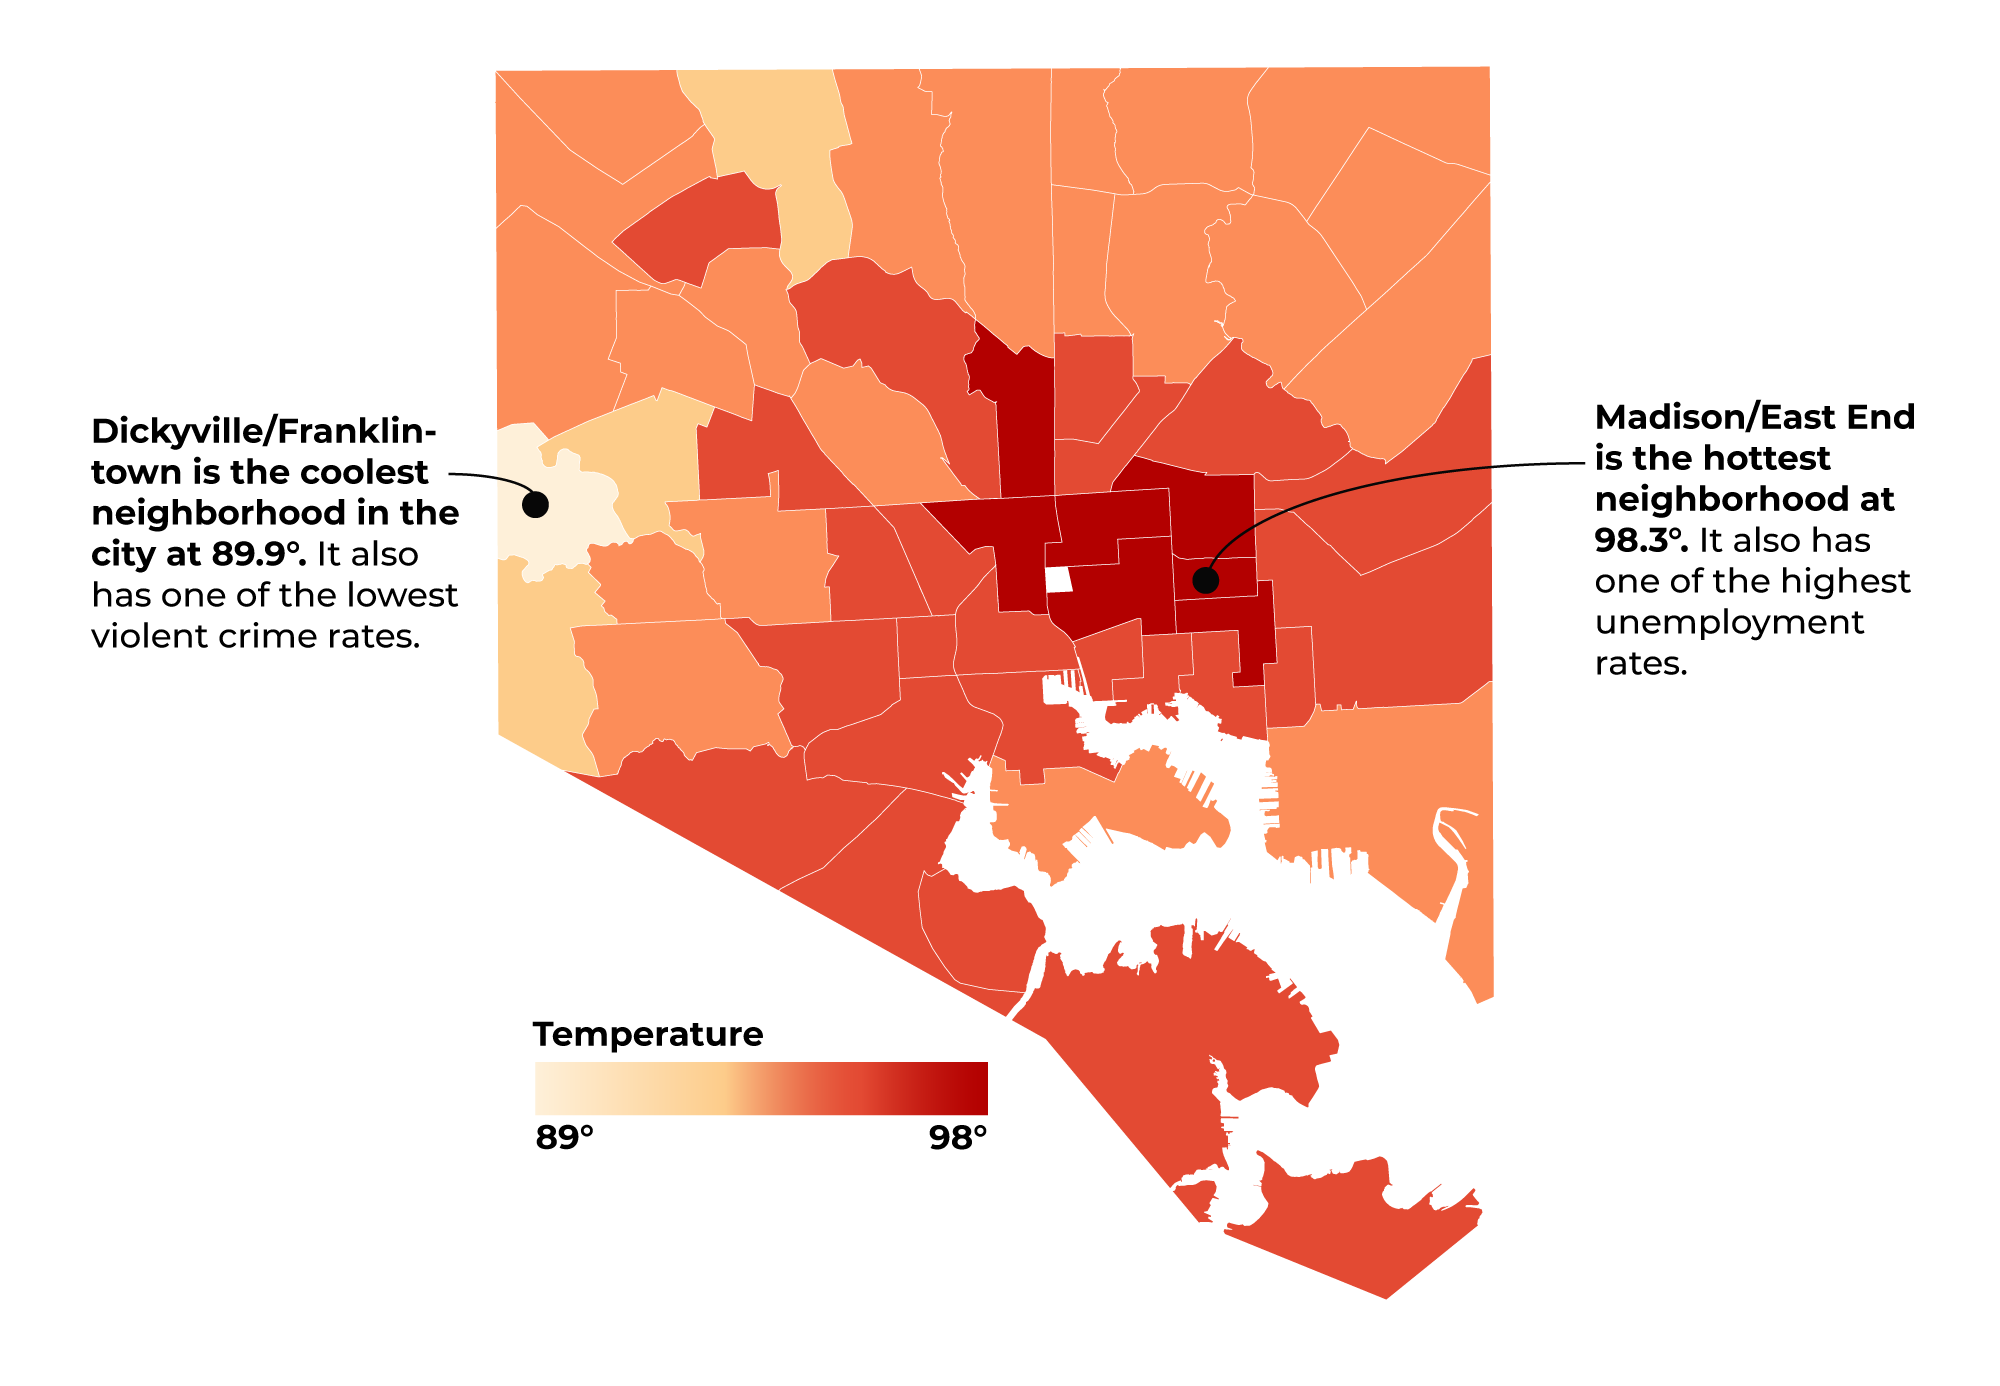 Dickyville/Franklin-
town is the coolest
neighborhood in the
city at 89.9°. It also
has one of the lowest
violent crime rates.
Madison/East End
is the hottest
neighborhood at
98.3°. It also has
one of the highest
unemployment
rates.
Temperature
89°
98°